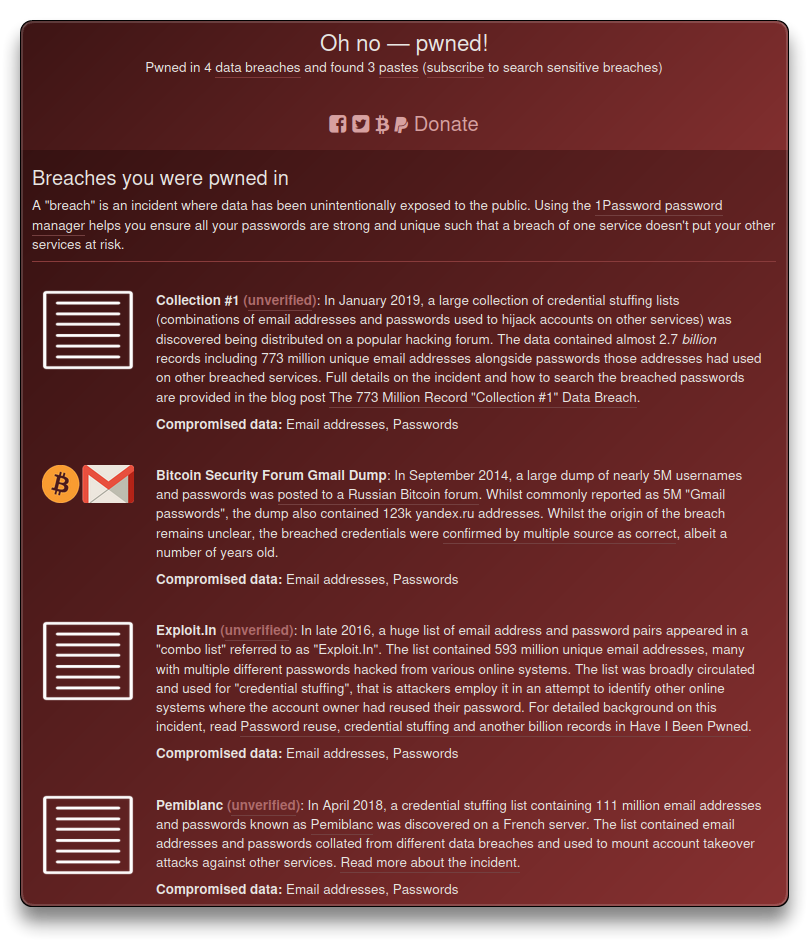 Oh no — pwned!
Pwned in 4 data breaches and found 3 pastes (subscribe to search sensitive breaches)
Donate
Breaches you were pwned in
A "breach" is an incident where data has been unintentionally exposed to the public. Using the 1Password password
manager helps you ensure all your passwords are strong and unique such that a breach of one service doesn't put your other
services at risk.
Collection #1 (unverified): In January 2019, a large collection of credential stuffing lists
(combinations of email addresses and passwords used to hijack accounts on other services) was
discovered being distributed on a popular hacking forum. The data contained almost 2.7 billion
records including 773 million unique email addresses alongside passwords those addresses had used
on other breached services. Full details on the incident and how to search the breached passwords
are provided in the blog post The 773 Million Record "Collection #1" Data Breach.
Compromised data: Email addresses, Passwords
Bitcoin Security Forum Gmail Dump: In September 2014, a large dump of nearly 5M usernames
and passwords was posted to a Russian Bitcoin forum. Whilst commonly reported as 5M "Gmail
passwords", the dump also contained 123k yandex.ru addresses. Whilst the origin of the breach
remains unclear, the breached credentials were confirmed by multiple source as correct, albeit a
number of years old.
Compromised data: Email addresses, Passwords
Exploit.In (unverified): In late 2016, a huge list of email address and password pairs appeared in a
"combo list" referred to as "Exploit.In". The list contained 593 million unique email addresses, many
with multiple different passwords hacked from various online systems. The list was broadly circulated
and used for "credential stuffing", that is attackers employ it in an attempt to identify other online
systems where the account owner had reused their password. For detailed background on this
incident, read Password reuse, credential stuffing and another billion records in Have I Been Pwned.
Compromised data: Email addresses, Passwords
Pemiblanc (unverified): In April 2018, a credential stuffing list containing 111 million email addresses
and passwords known as Pemiblanc was discovered on a French server. The list contained email
addresses and passwords collated from different data breaches and used to mount account takeover
attacks against other services. Read more about the incident.
Compromised data: Email addresses, Passwords